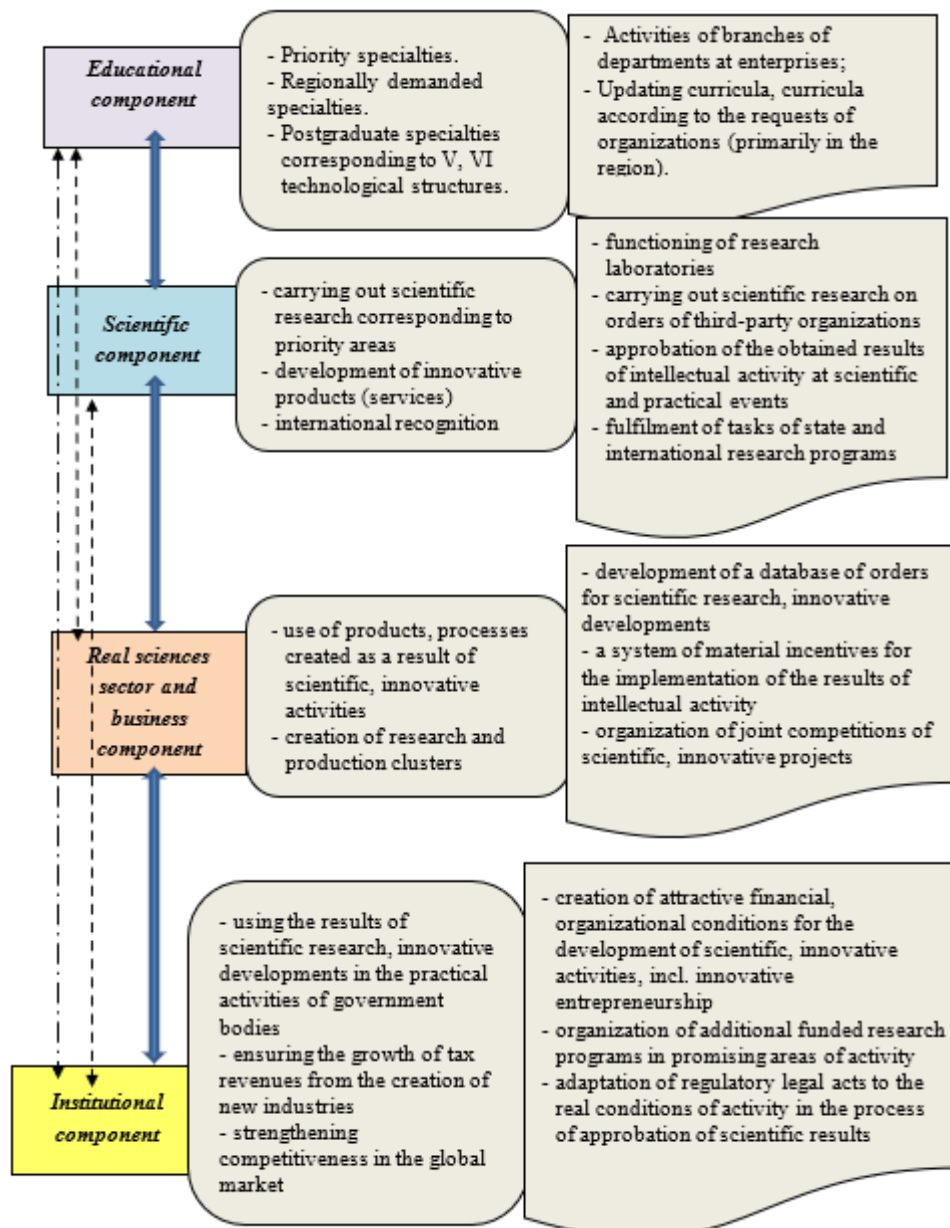 Educational
component
- Priority specialties.
- Regionally demanded
specialties.
- Postgraduate specialties
corresponding to V, VI
technological structures.
- Activities of branches of
departments at enterprises;
- Updating curricula, curricula
according to the requests of
organizations (primarily in the
region).
Scientific
component
- carrying out scientific
research corresponding to
priority areas
- development of innovative
products (services)
- international recognition
- functioning of research
laboratories
- carrying out scientific research on
orders of third-party organizations
- approbation of the obtained results
of intellectual activity at scientific
and practical events
- fulfilment of tasks of state and
international research programs
Real sciences
sector and
business
component
- use of products, processes
created as a result of
scientific, innovative
activities
- creation of research and
production clusters
- development of a database of orders
for scientific research, innovative
developments
- a system of material incentives for
the implementation of the results of
intellectual activity
- organization of joint competitions of
scientific, innovative projects
Institutional
component
- using the results of
scientific research, innovative
developments in the practical
activities of government
bodies
- ensuring the growth of tax
revenues from the creation of
new industries
- strengthening
competitiveness in the global
market
- creation of attractive financial,
organizational conditions for the
development of scientific, innovative
activities, incl. innovative
entrepreneurship
- organization of additional funded research
programs in promising areas of activity
- adaptation of regulatory legal acts to the
real conditions of activity in the process
of approbation of scientific results